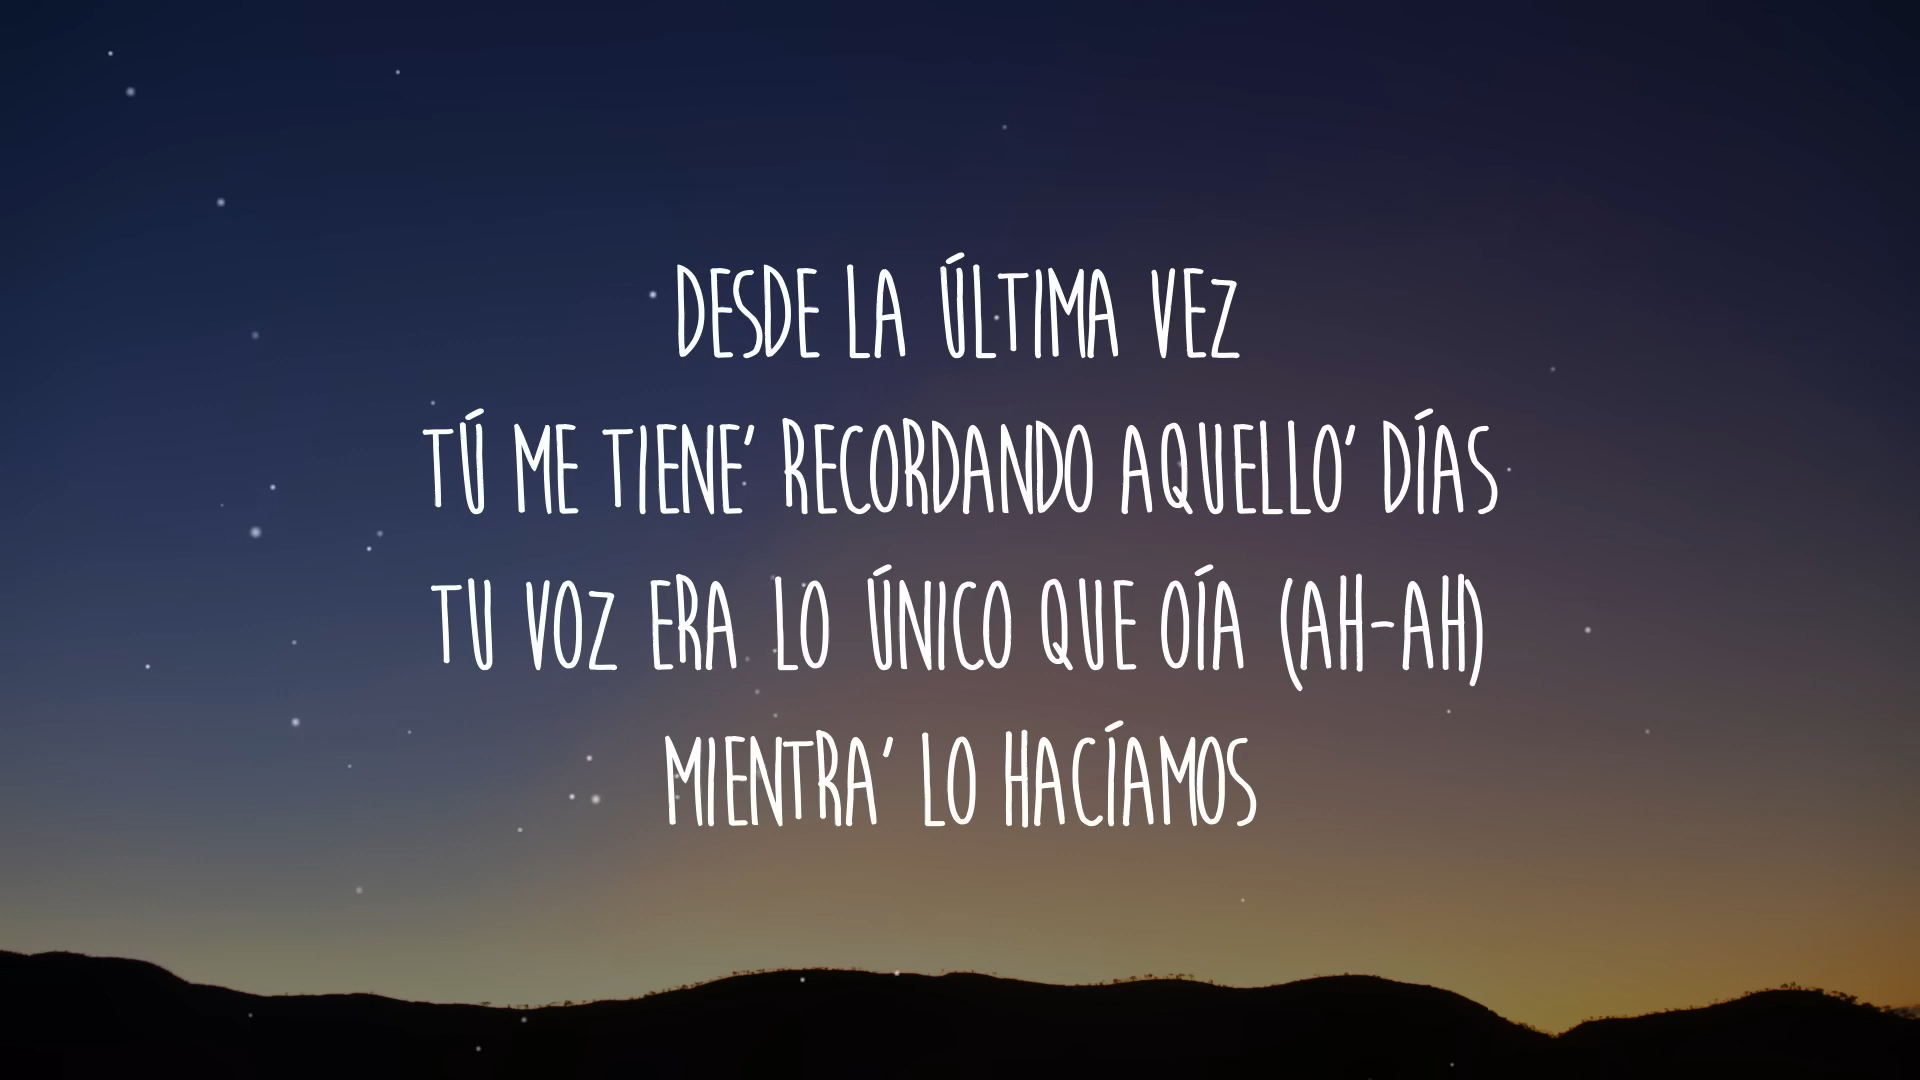 DESDE LA ÚLTIMA VEZ
TÚ ME TIENE' RECORDANDO AQUELLO' DÍAS
TU VOZ ERA LO ÚNICO QUE OÍA (AH-AH)
MIENTRA' LO HACÍAMOS